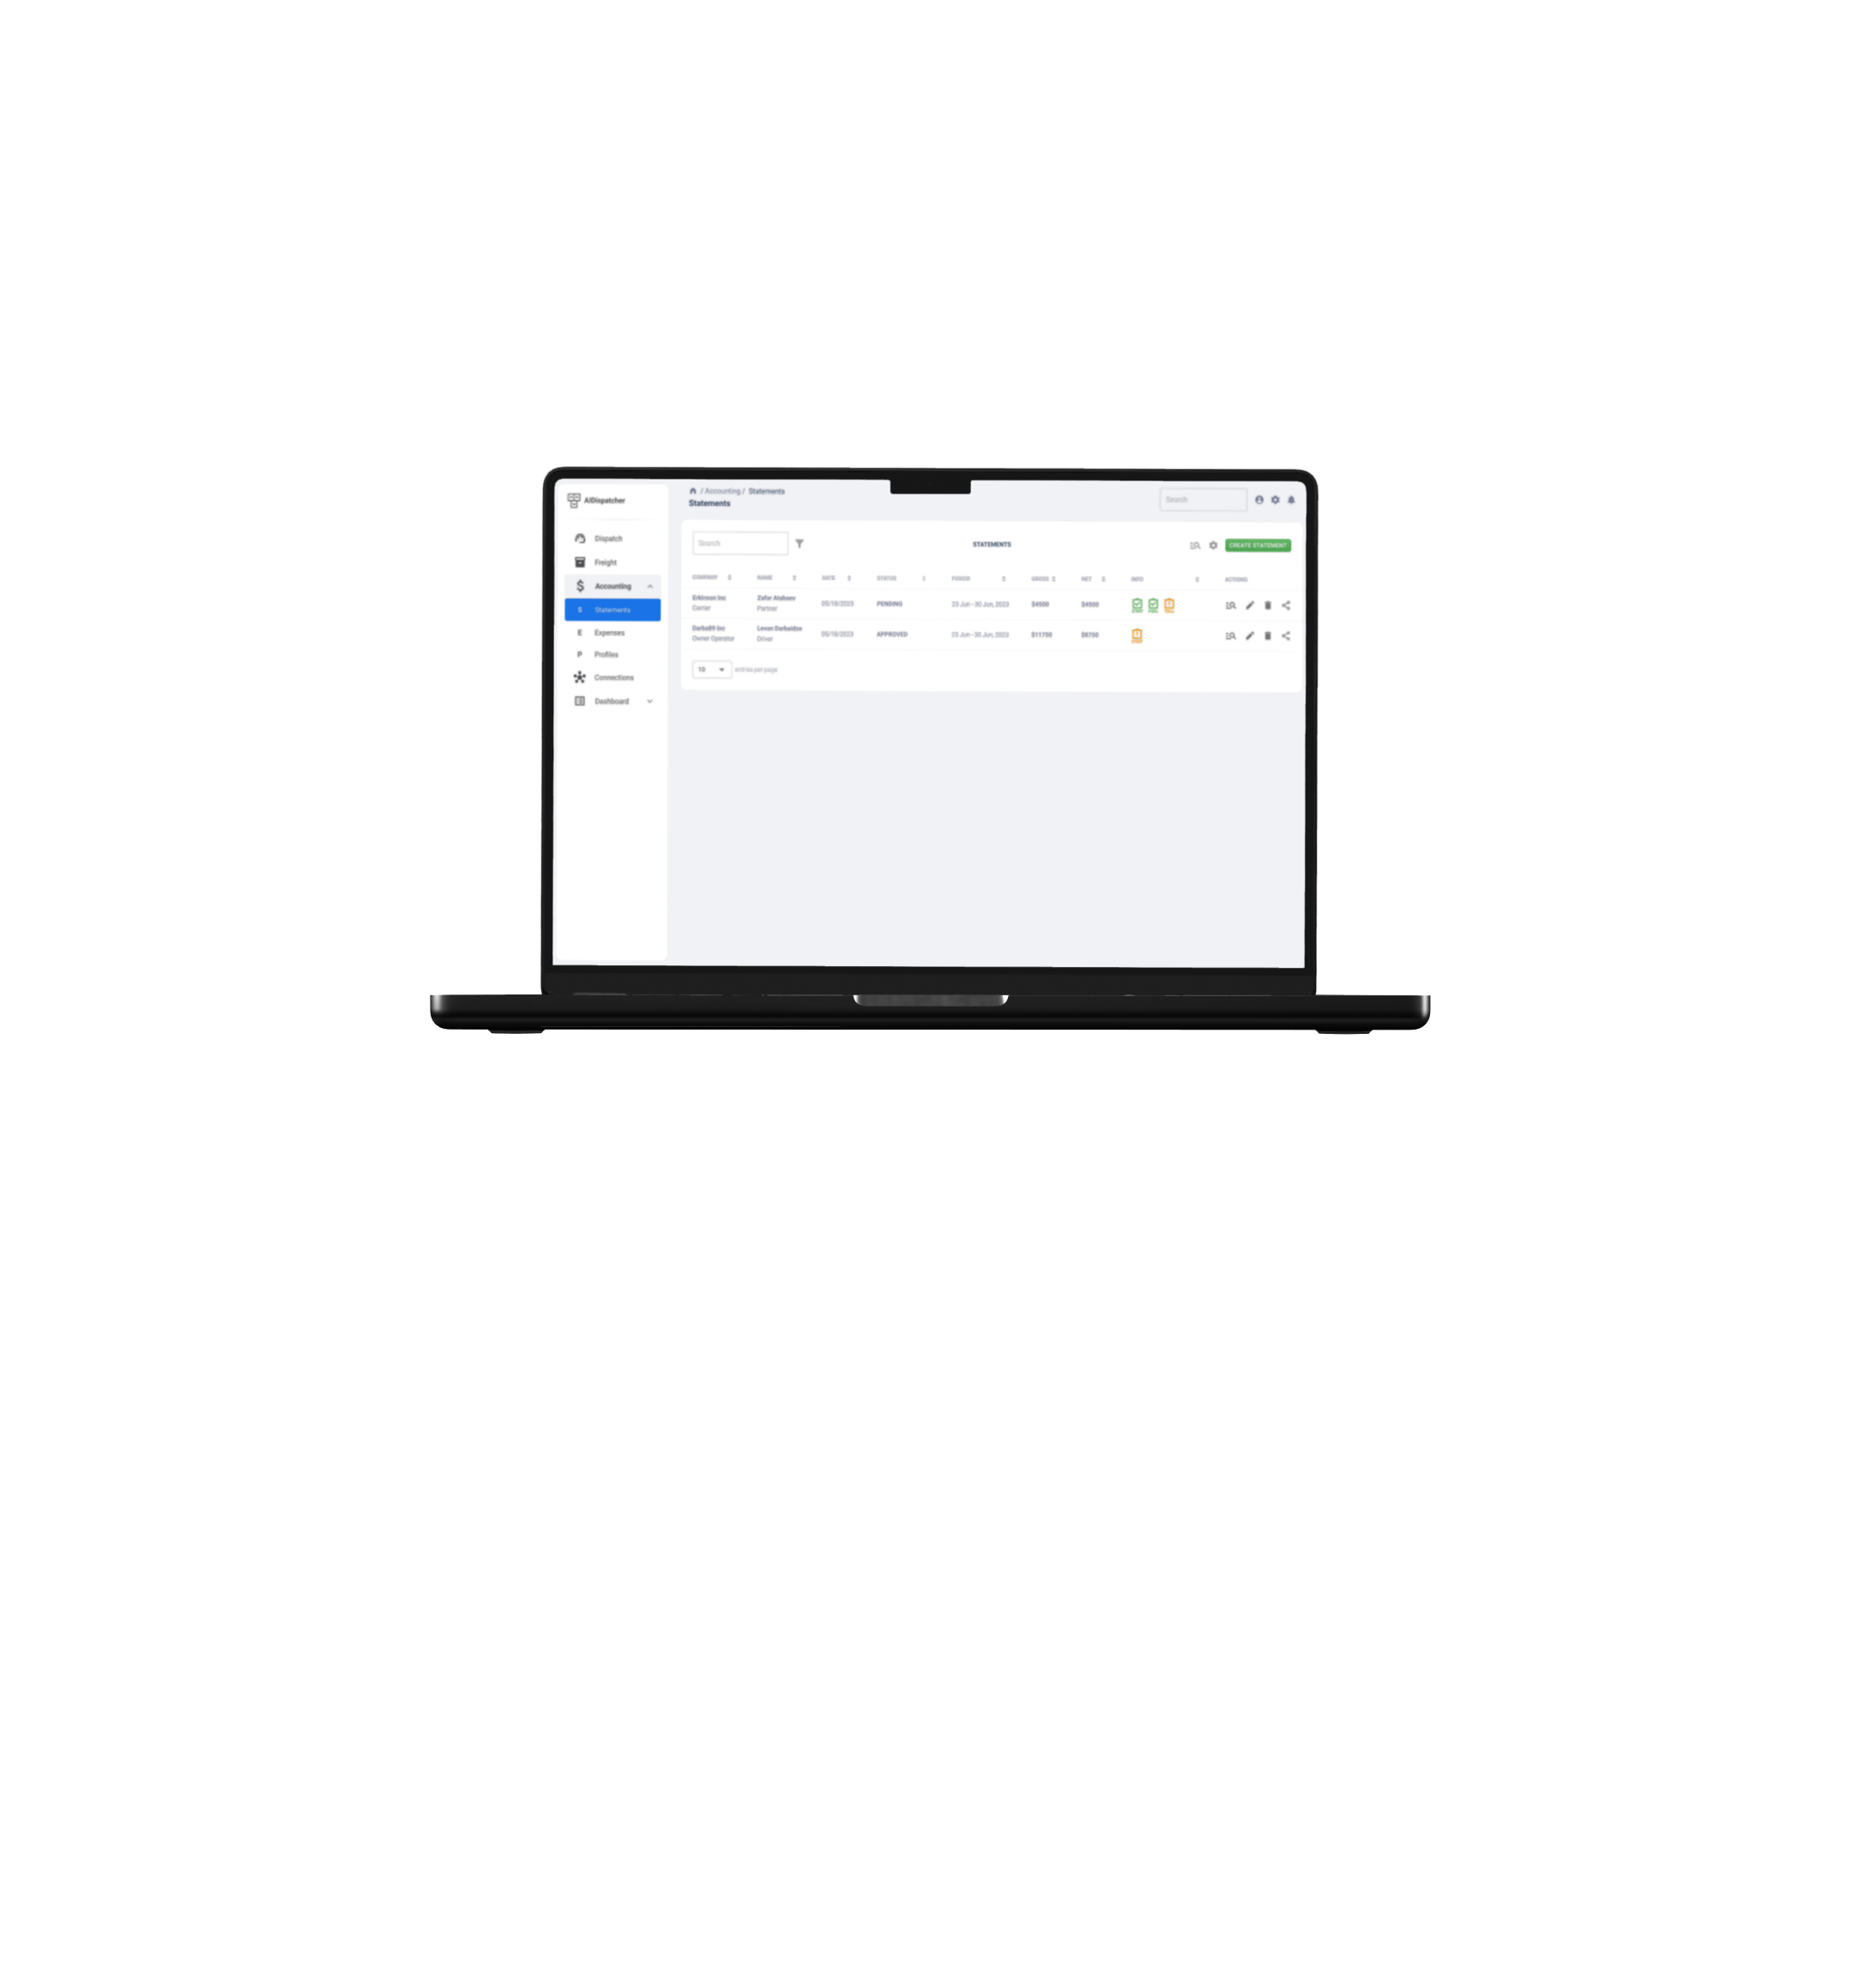 AIDispatcher
Dispatch
Freight
Accounting
S Statements
E Expenses
P Profiles
Connections
Dashboard
/ Accounting / Statements
Statements
Search
Search
STATEMENTS
CREATE STATEMENT
COMPANY NAME DATE STATUS PERIOD GROSS NET INFO ACTIONS
Erkinson Inc Zafar Atabaev 05/18/2023 PENDING 23 Jun - 30 Jun, 2023 $4500 $4500
Carrier Partner
Darba89 Inc Levan Darbaidze 05/18/2023 APPROVED 23 Jun - 30 Jun, 2023 $11700 $8750
Owner Operator Driver
10 entries per page